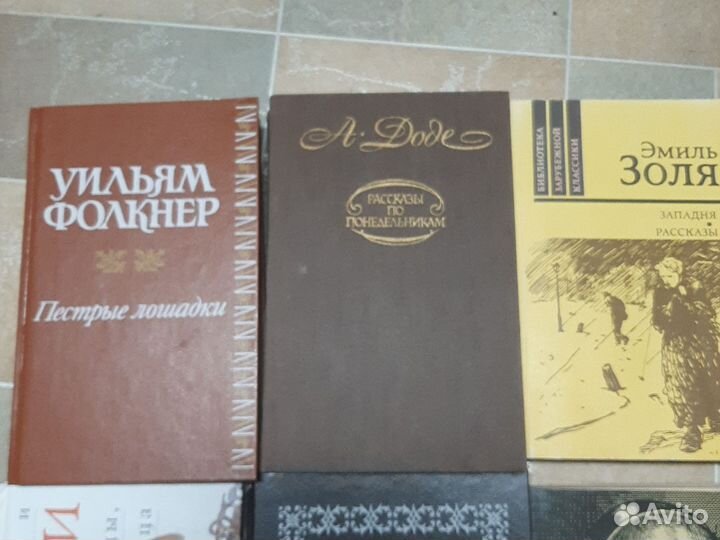 УИЛЬЯМ
ФОЛКНЕР
Пестрые лошадки
А. Доде
РАССКАЗЫ
ПО
ПОНЕДЕЛЬНИКАМ
БИБЛИОТЕКА
ЗАРУБЕЖНОЙ
КЛАССИКИ
ЭМИЛЬ
ЗОЛЯ
ЗАПАДНЯ
РАССКАЗЫ
Avito